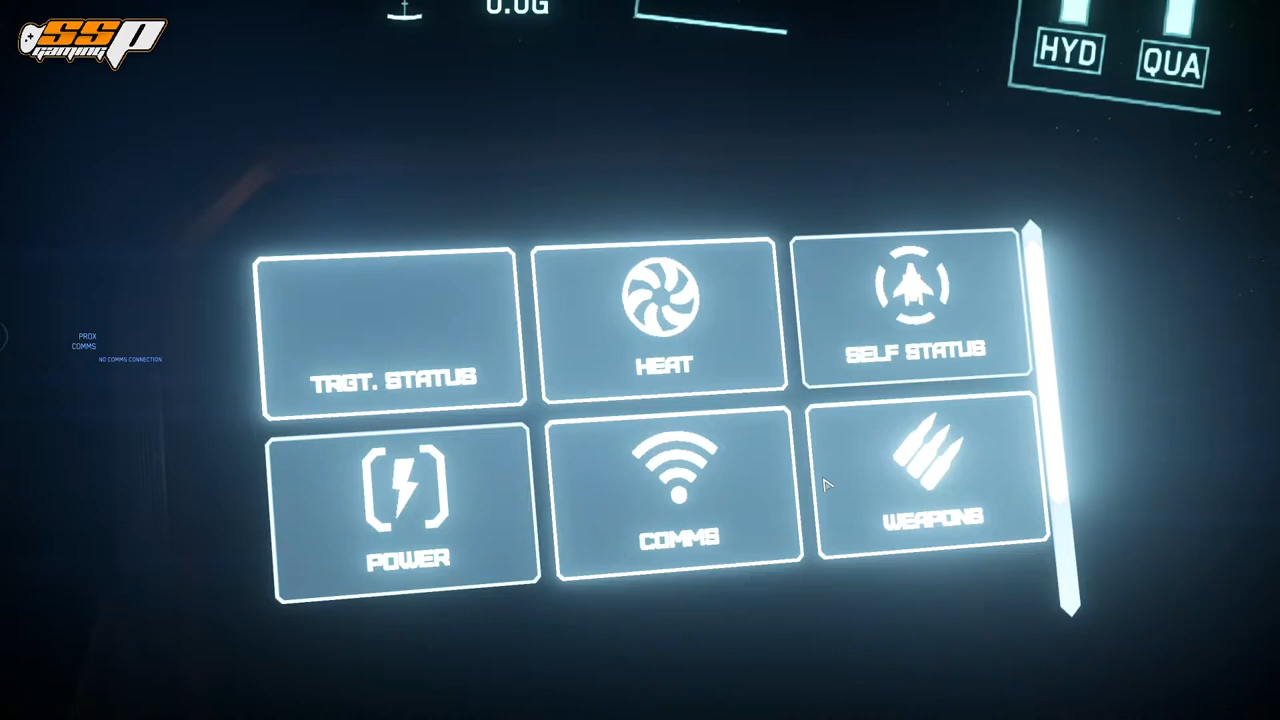 SSP
gaming
0.0G
HYD
QUA
PROX
COMMS
NO COMMS CONNECTION
TRGT. STATUS
HEAT
SELF STATUS
POWER
COMMS
WEAPONS